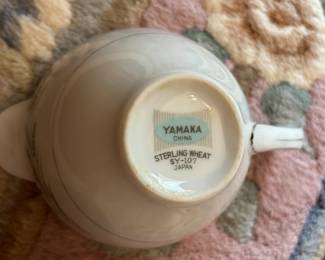 YAMAKA
CHINA
STERLING WHEAT
SY-107
JAPAN